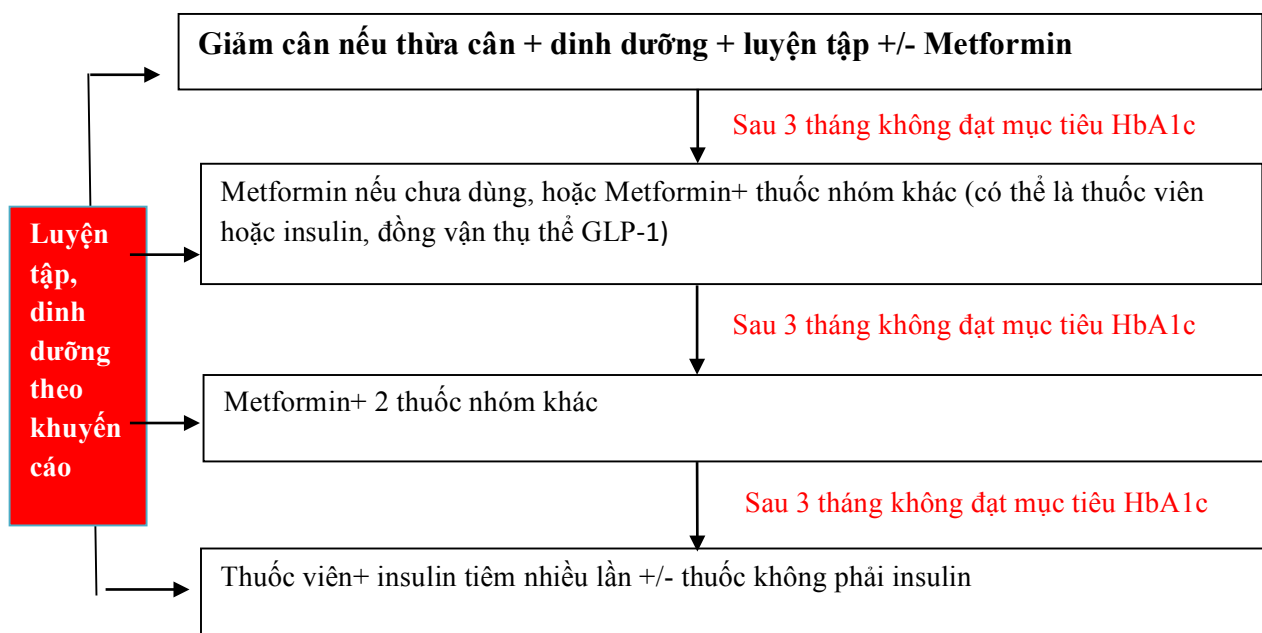 Giảm cân nếu thừa cân + dinh dưỡng + luyện tập +/- Metformin
Sau 3 tháng không đạt mục tiêu HbA1c
Metformin nếu chưa dùng, hoặc Metformin+ thuốc nhóm khác (có thể là thuốc viên
hoặc insulin, đồng vận thụ thể GLP-1)
Luyện
tập,
dinh
dưỡng
theo
khuyến
cáo
Sau 3 tháng không đạt mục tiêu HbA1c
Metformin+ 2 thuốc nhóm khác
Sau 3 tháng không đạt mục tiêu HbA1c
Thuốc viên+ insulin tiêm nhiều lần +/- thuốc không phải insulin